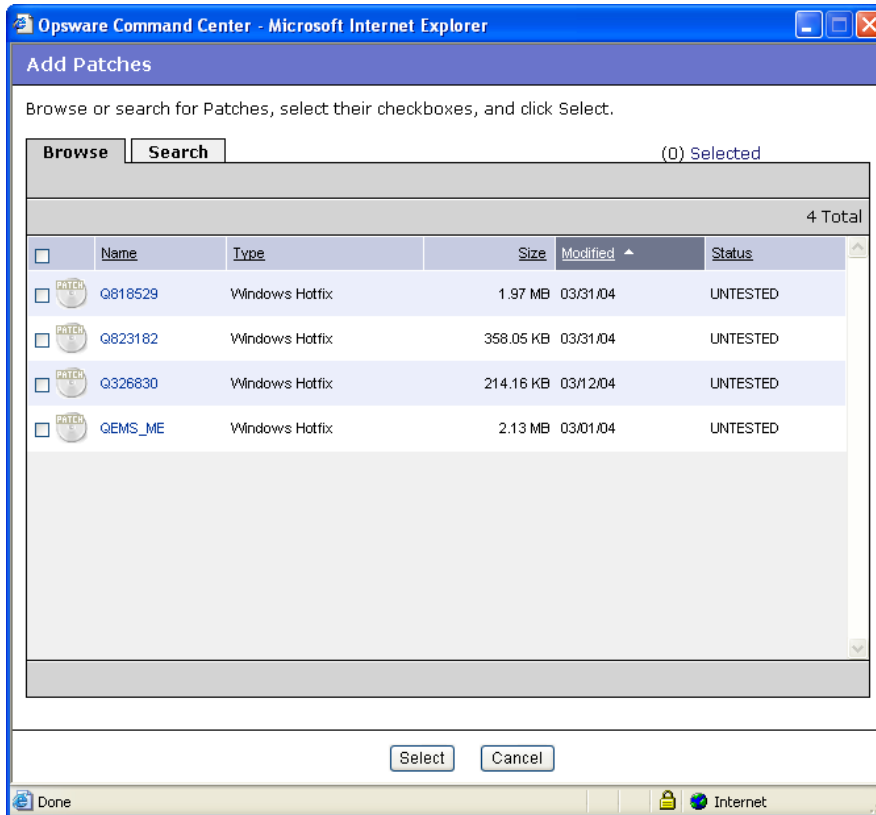 Opsware Command Center - Microsoft Internet Explorer
Add Patches
Browse or search for Patches, select their checkboxes, and click Select.
Browse Search (0) Selected
4 Total
Name Type Size Modified Status
PATCH Q818529 Windows Hotfix 1.97 MB 03/31/04 UNTESTED
PATCH Q823182 Windows Hotfix 358.05 KB 03/31/04 UNTESTED
PATCH Q326830 Windows Hotfix 214.16 KB 03/12/04 UNTESTED
PATCH QEMS_ME Windows Hotfix 2.13 MB 03/01/04 UNTESTED
Select Cancel
Done Internet